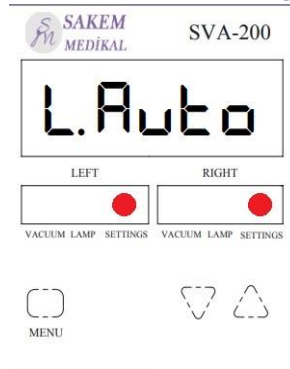 SAKEM
MEDİKAL
SVA-200
L.Auto
LEFT RIGHT
VACUUM LAMP SETTINGS VACUUM LAMP SETTINGS
MENU